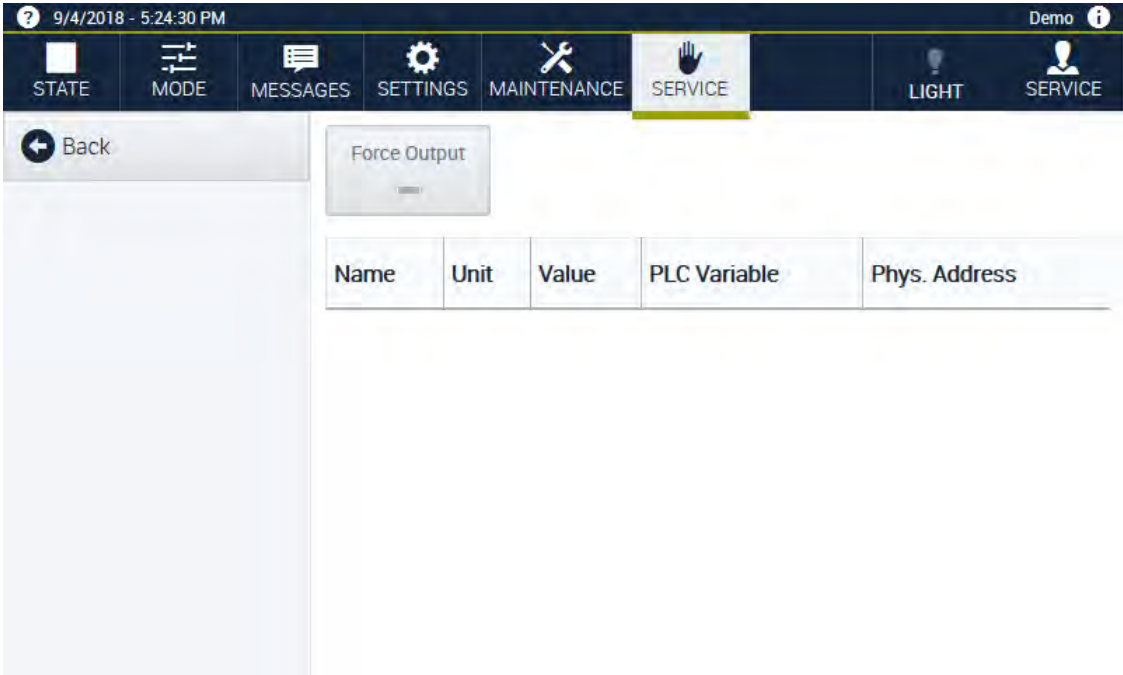 ? 9/4/2018 - 5:24:30 PM Demo i
STATE MODE MESSAGES SETTINGS MAINTENANCE SERVICE LIGHT SERVICE
Back
Force Output
Name Unit Value PLC Variable Phys. Address